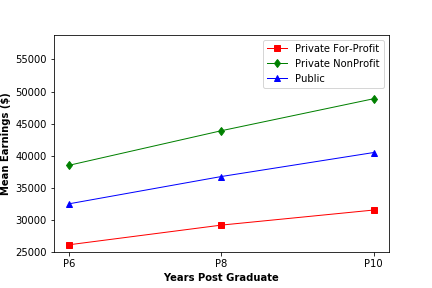 Private For-Profit
Private NonProfit
Public
55000
50000
45000
40000
35000
30000
25000
Mean Earnings ($)
P6
P8
P10
Years Post Graduate